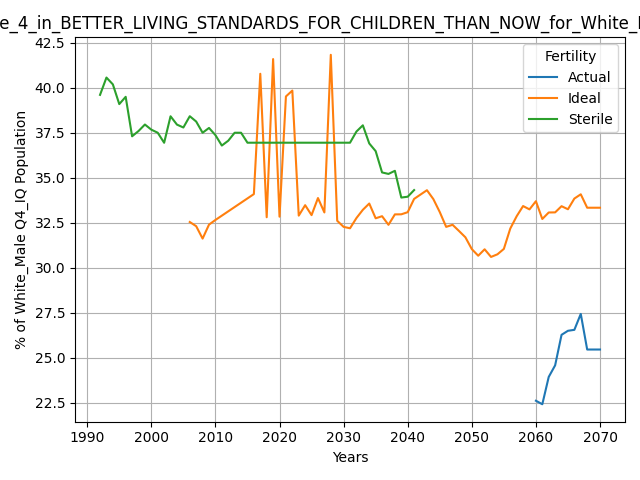 e_4_in_BETTER_LIVING_STANDARDS_FOR_CHILDREN_THAN_NOW_for_White_
Fertility
Actual
Ideal
Sterile
% of White_Male Q4_IQ Population
42.5
40.0
37.5
35.0
32.5
30.0
27.5
25.0
22.5
1990
2000
2010
2020
2030
2040
2050
2060
2070
Years